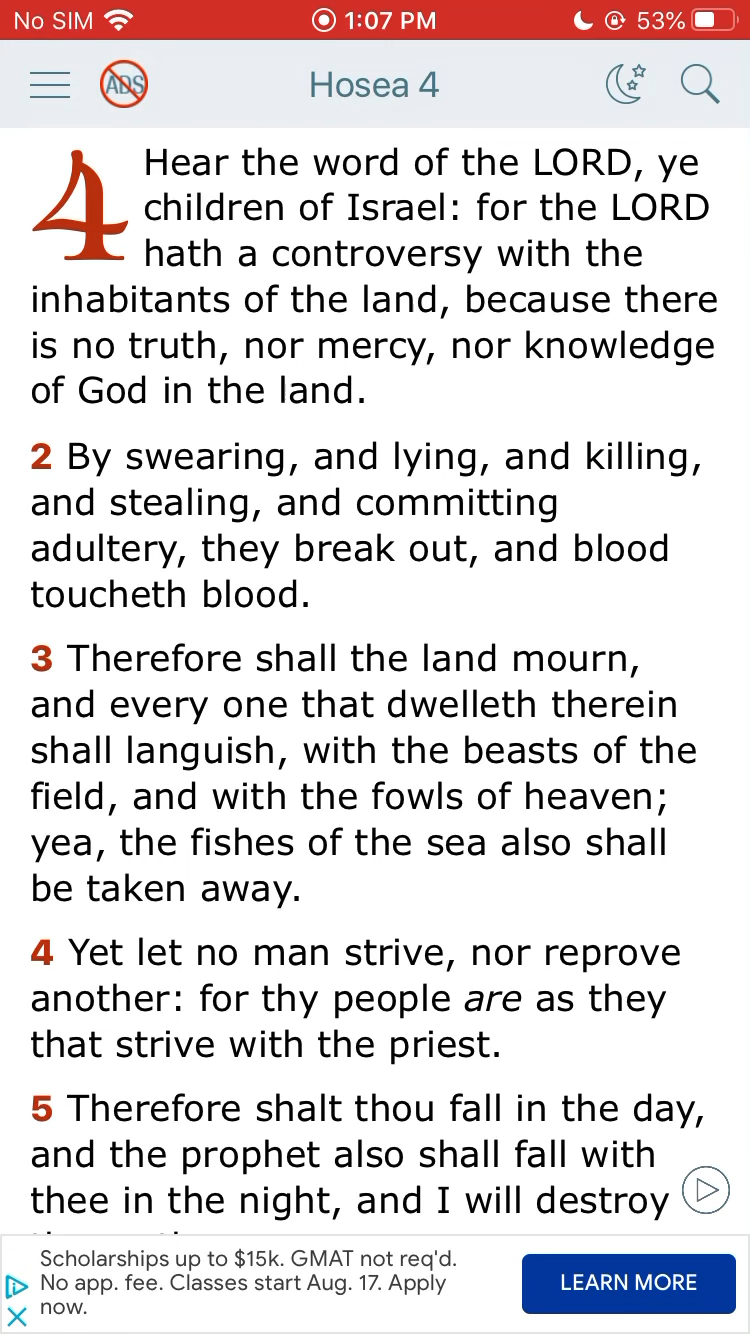 No SIM 1:07 PM 53%
ADS Hosea 4
4 Hear the word of the LORD, ye
children of Israel: for the LORD
hath a controversy with the
inhabitants of the land, because there
is no truth, nor mercy, nor knowledge
of God in the land.
2 By swearing, and lying, and killing,
and stealing, and committing
adultery, they break out, and blood
toucheth blood.
3 Therefore shall the land mourn,
and every one that dwelleth therein
shall languish, with the beasts of the
field, and with the fowls of heaven;
yea, the fishes of the sea also shall
be taken away.
4 Yet let no man strive, nor reprove
another: for thy people are as they
that strive with the priest.
5 Therefore shalt thou fall in the day,
and the prophet also shall fall with
thee in the night, and I will destroy
Scholarships up to $15k. GMAT not req'd.
No app. fee. Classes start Aug. 17. Apply
now.
LEARN MORE